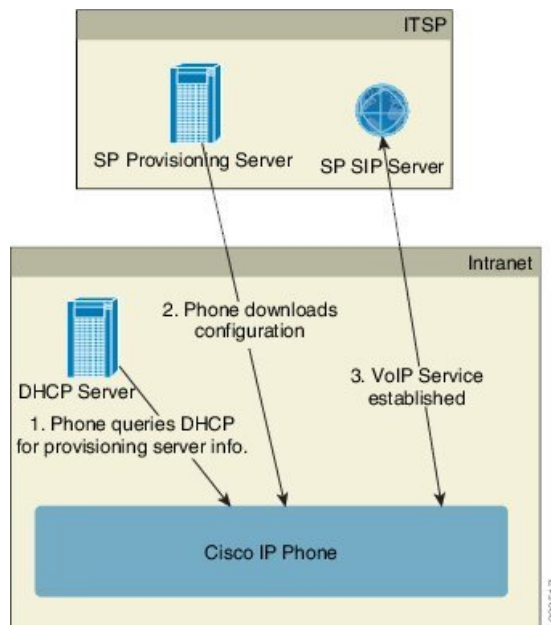 ITSP
SP Provisioning Server
SP SIP Server
Intranet
2. Phone downloads
configuration
DHCP Server
3. VoIP Service
established
1. Phone queries DHCP
for provisioning server info.
Cisco IP Phone